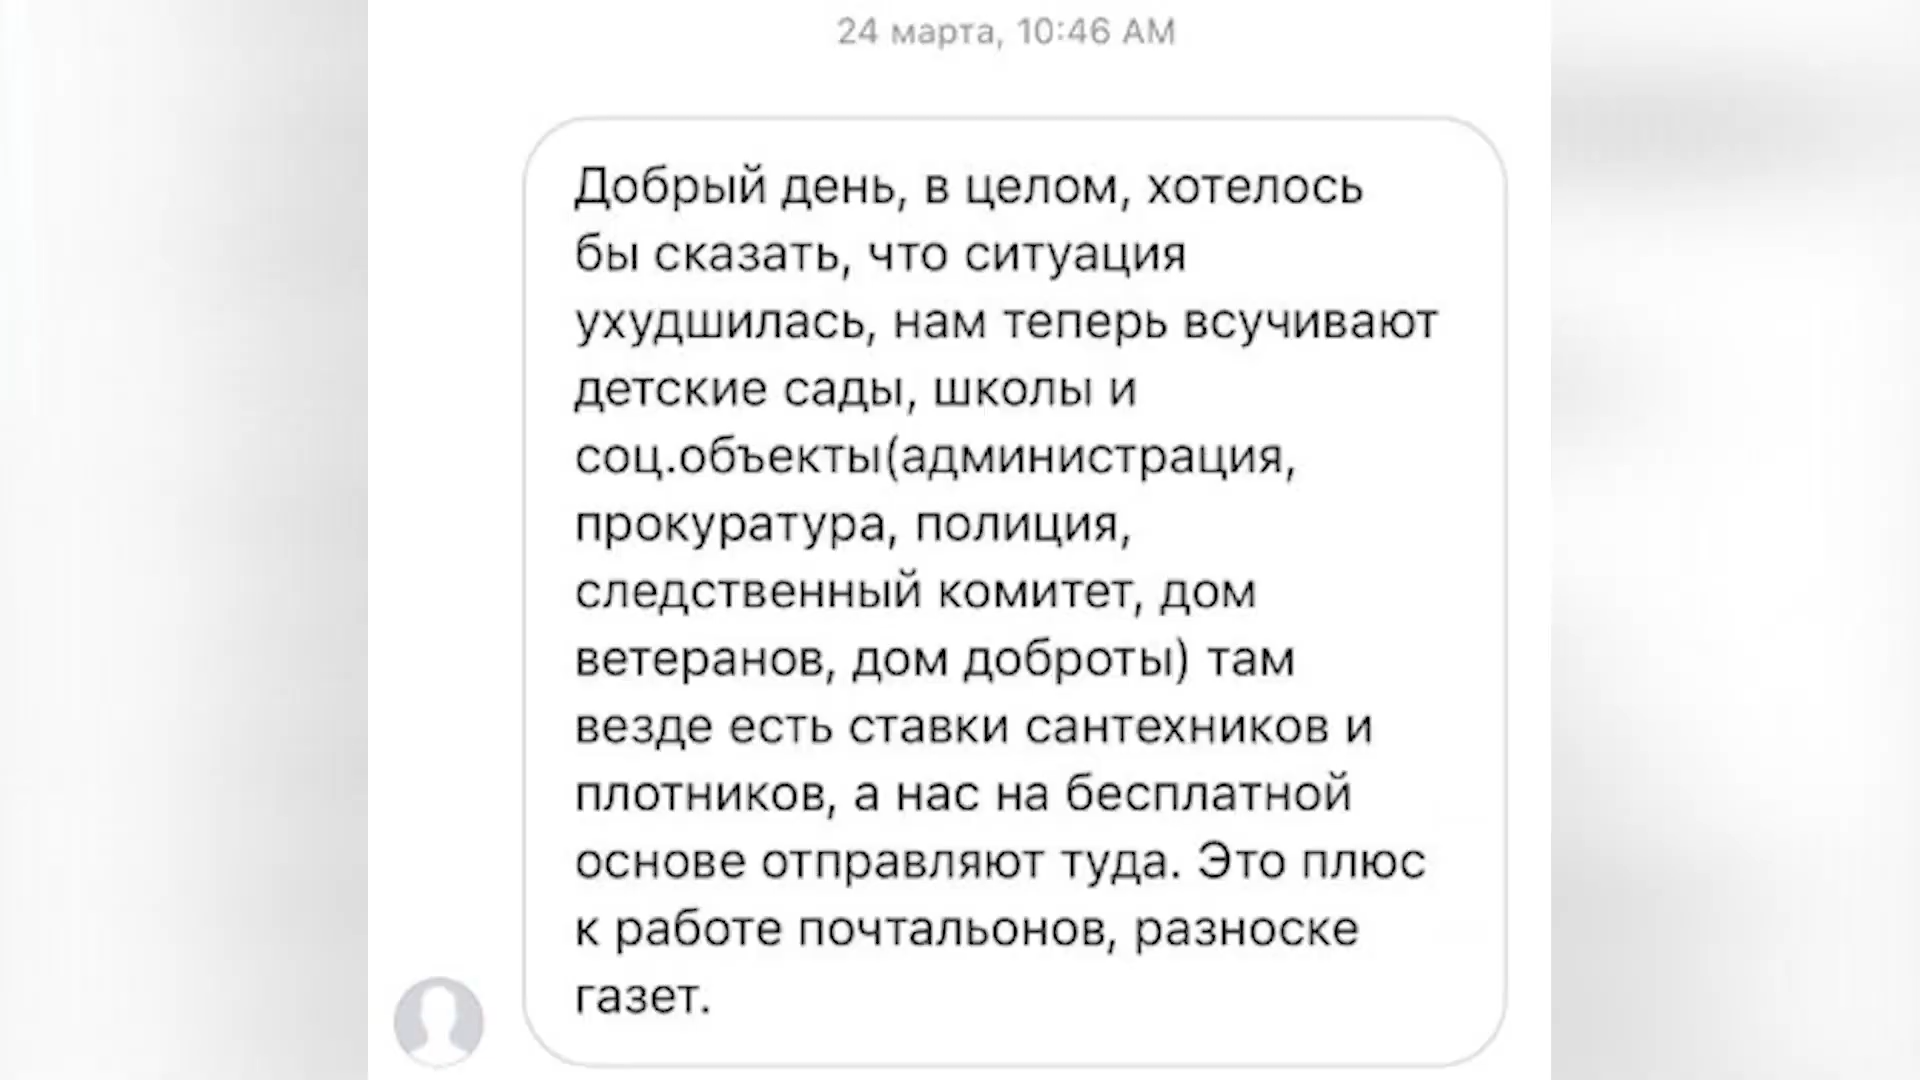 24 марта, 10:46 AM
Добрый день, в целом, хотелось
бы сказать, что ситуация
ухудшилась, нам теперь всучивают
детские сады, школы и
соц.объекты(администрация,
прокуратура, полиция,
следственный комитет, дом
ветеранов, дом доброты) там
везде есть ставки сантехников и
плотников, а нас на бесплатной
основе отправляют туда. Это плюс
к работе почтальонов, разноске
газет.